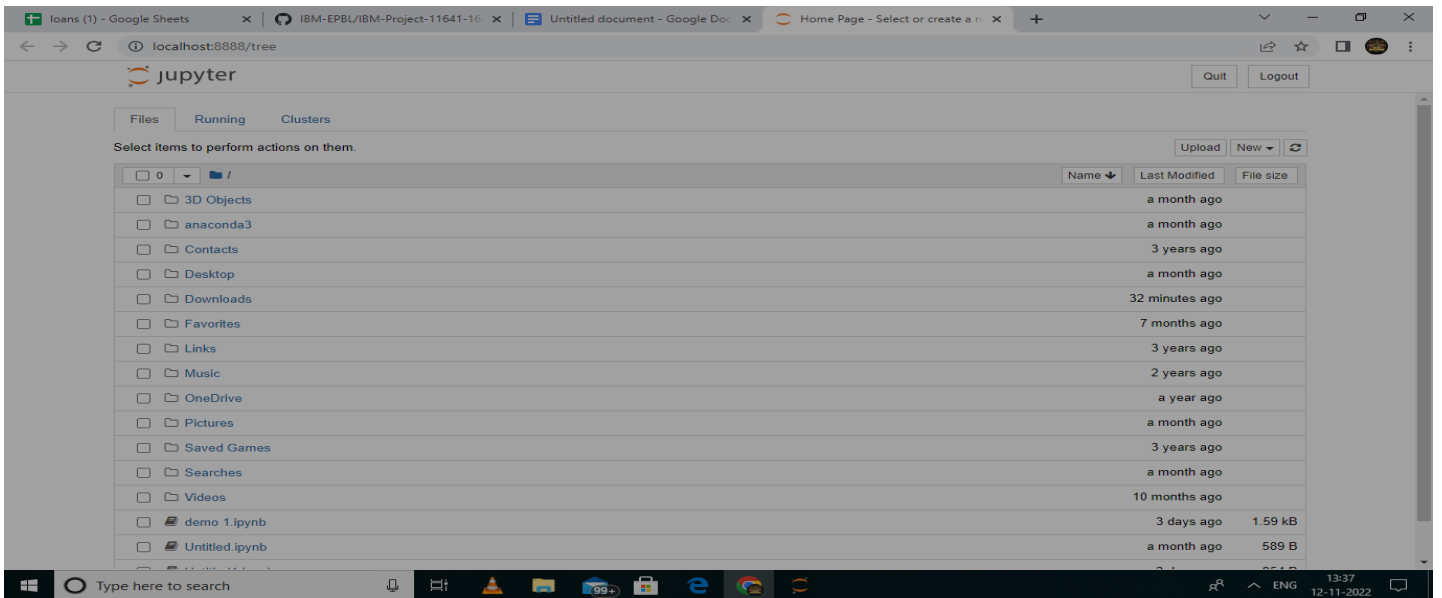 loans (1) - Google Sheets IBM-EPBL/IBM-Project-11641-16 Untitled document - Google Doc Home Page - Select or create a n
localhost:8888/tree
jupyter Quit Logout
Files Running Clusters
Select items to perform actions on them. Upload New
0 / Name Last Modified File size
3D Objects a month ago
anaconda3 a month ago
Contacts 3 years ago
Desktop a month ago
Downloads 32 minutes ago
Favorites 7 months ago
Links 3 years ago
Music 2 years ago
OneDrive a year ago
Pictures a month ago
Saved Games 3 years ago
Searches a month ago
Videos 10 months ago
demo 1.ipynb 3 days ago 1.59 kB
Untitled.ipynb a month ago 589 B
Type here to search 99+ ENG 13:37
12-11-2022